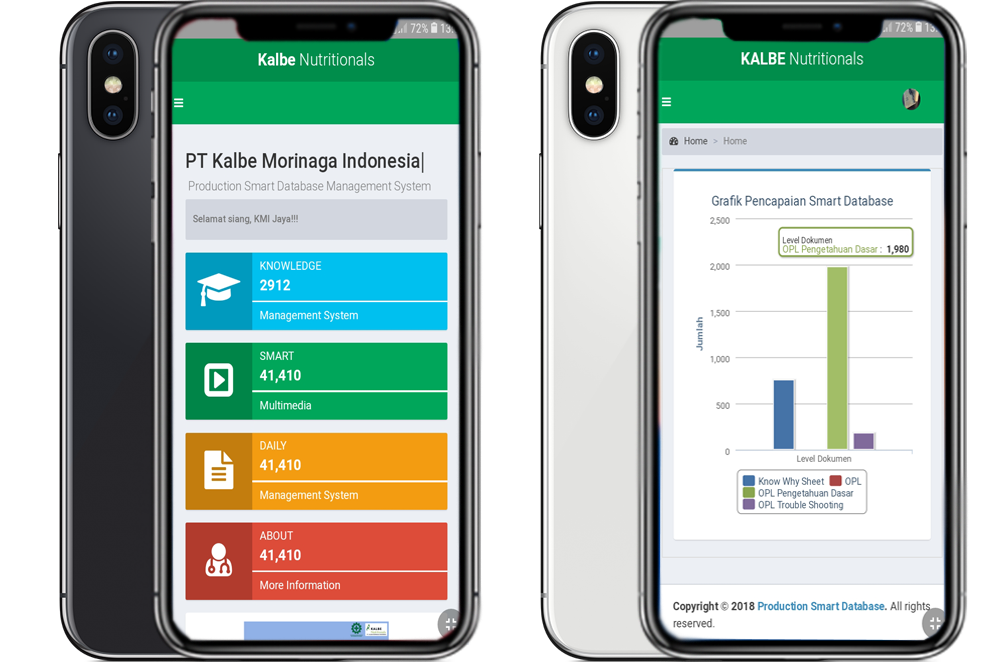 72% 13:
Kalbe Nutritionals
PT Kalbe Morinaga Indonesia|
Production Smart Database Management System
Selamat siang, KMI Jaya!!!
KNOWLEDGE
2912
Management System
SMART
41,410
Multimedia
DAILY
41,410
Management System
ABOUT
41,410
More Information
KALBE
72% 13:
KALBE Nutritionals
Home > Home
Grafik Pencapaian Smart Database
2,500
2,000
1,500
1,000
500
0
Jumlah
Level Dokumen
OPL Pengetahuan Dasar : 1,980
Level Dokumen
Know Why Sheet OPL
OPL Pengetahuan Dasar
OPL Trouble Shooting
Copyright © 2018 Production Smart Database. All rights
reserved.